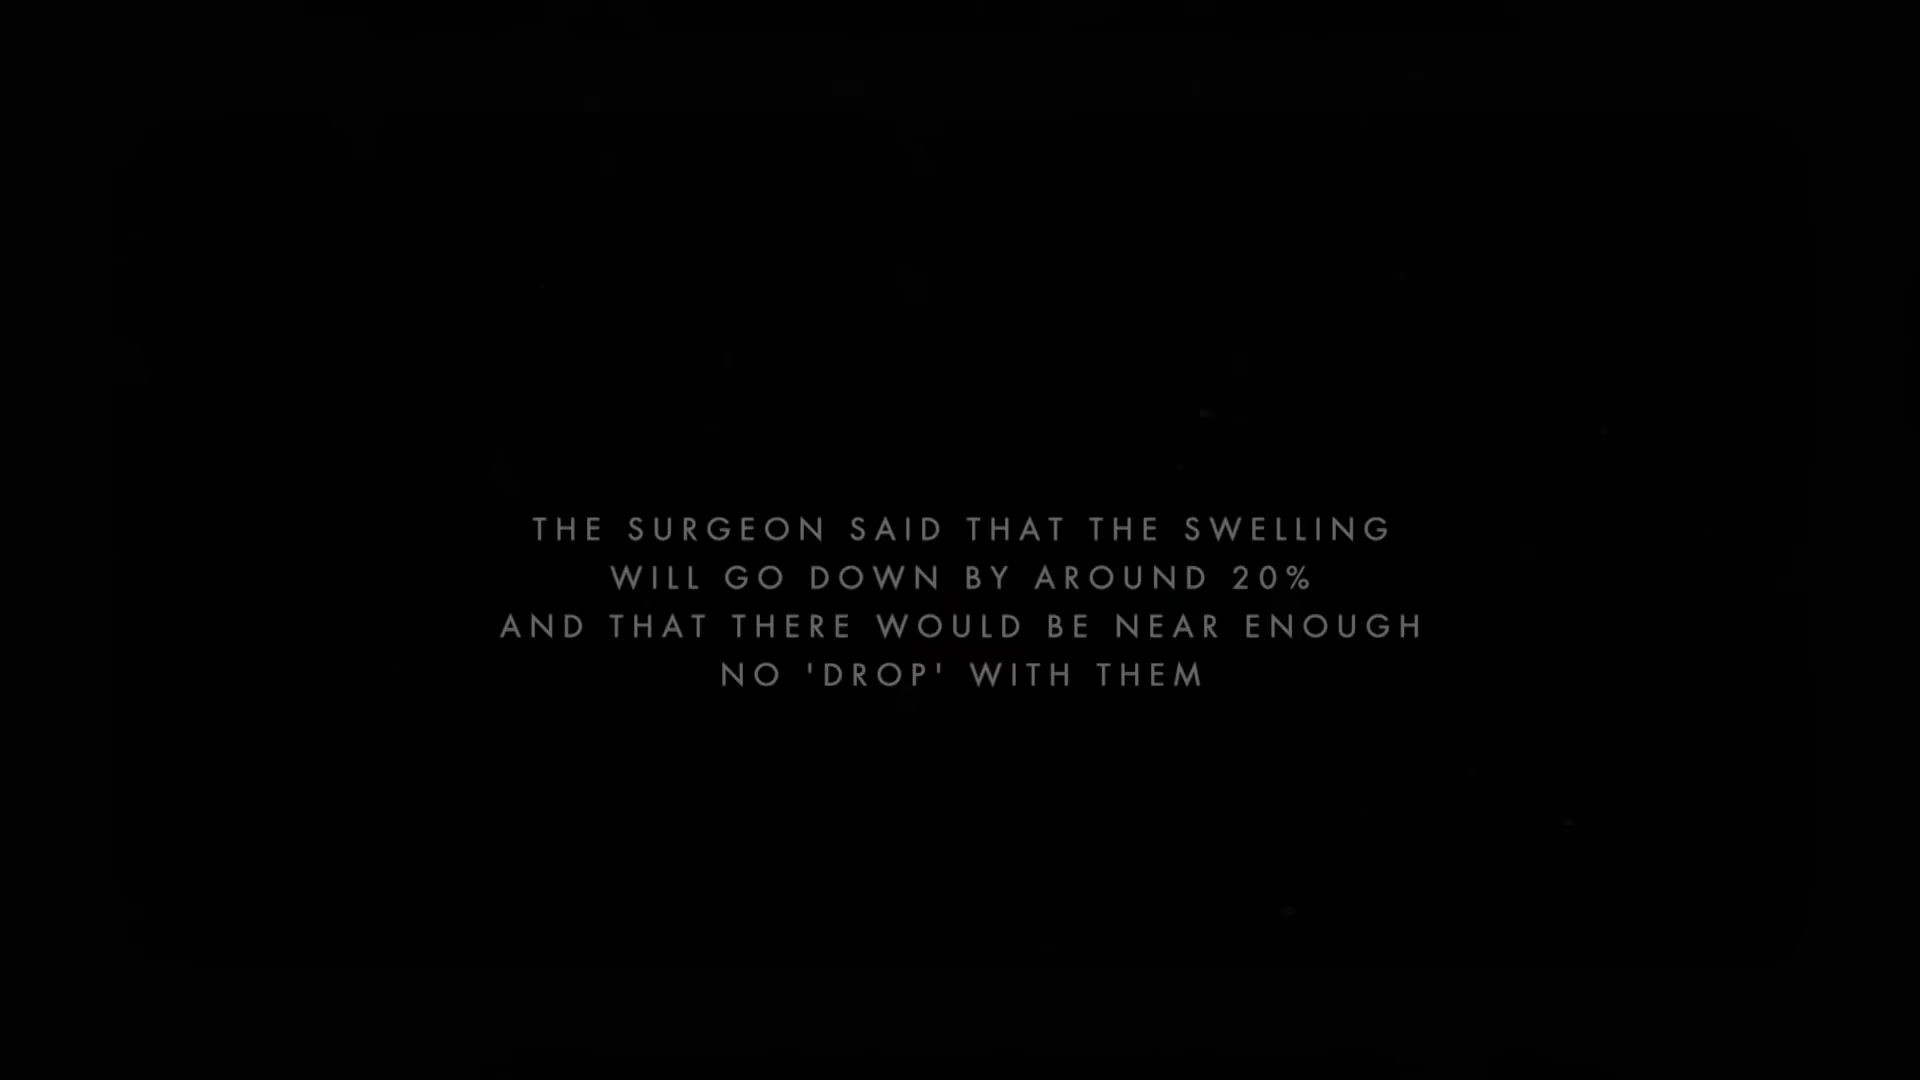 THE SURGEON SAID THAT THE SWELLING
WILL GO DOWN BY AROUND 20%
AND THAT THERE WOULD BE NEAR ENOUGH
NO 'DROP' WITH THEM